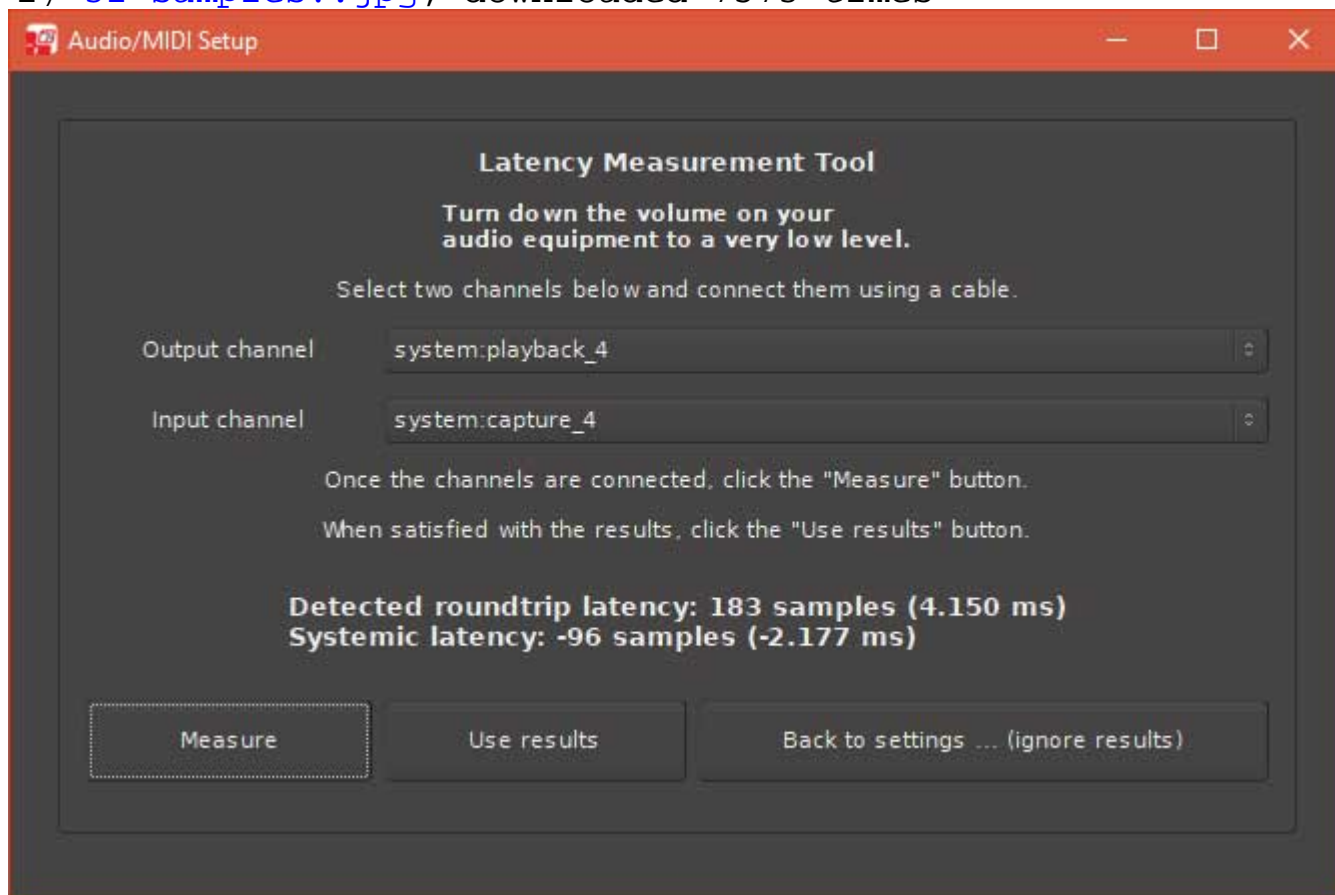 Audio/MIDI Setup
Latency Measurement Tool
Turn down the volume on your
audio equipment to a very low level.
Select two channels below and connect them using a cable.
Output channel system:playback_4
Input channel system:capture_4
Once the channels are connected, click the "Measure" button.
When satisfied with the results, click the "Use results" button.
Detected roundtrip latency: 183 samples (4.150 ms)
Systemic latency: -96 samples (-2.177 ms)
Measure Use results Back to settings ... (ignore results)